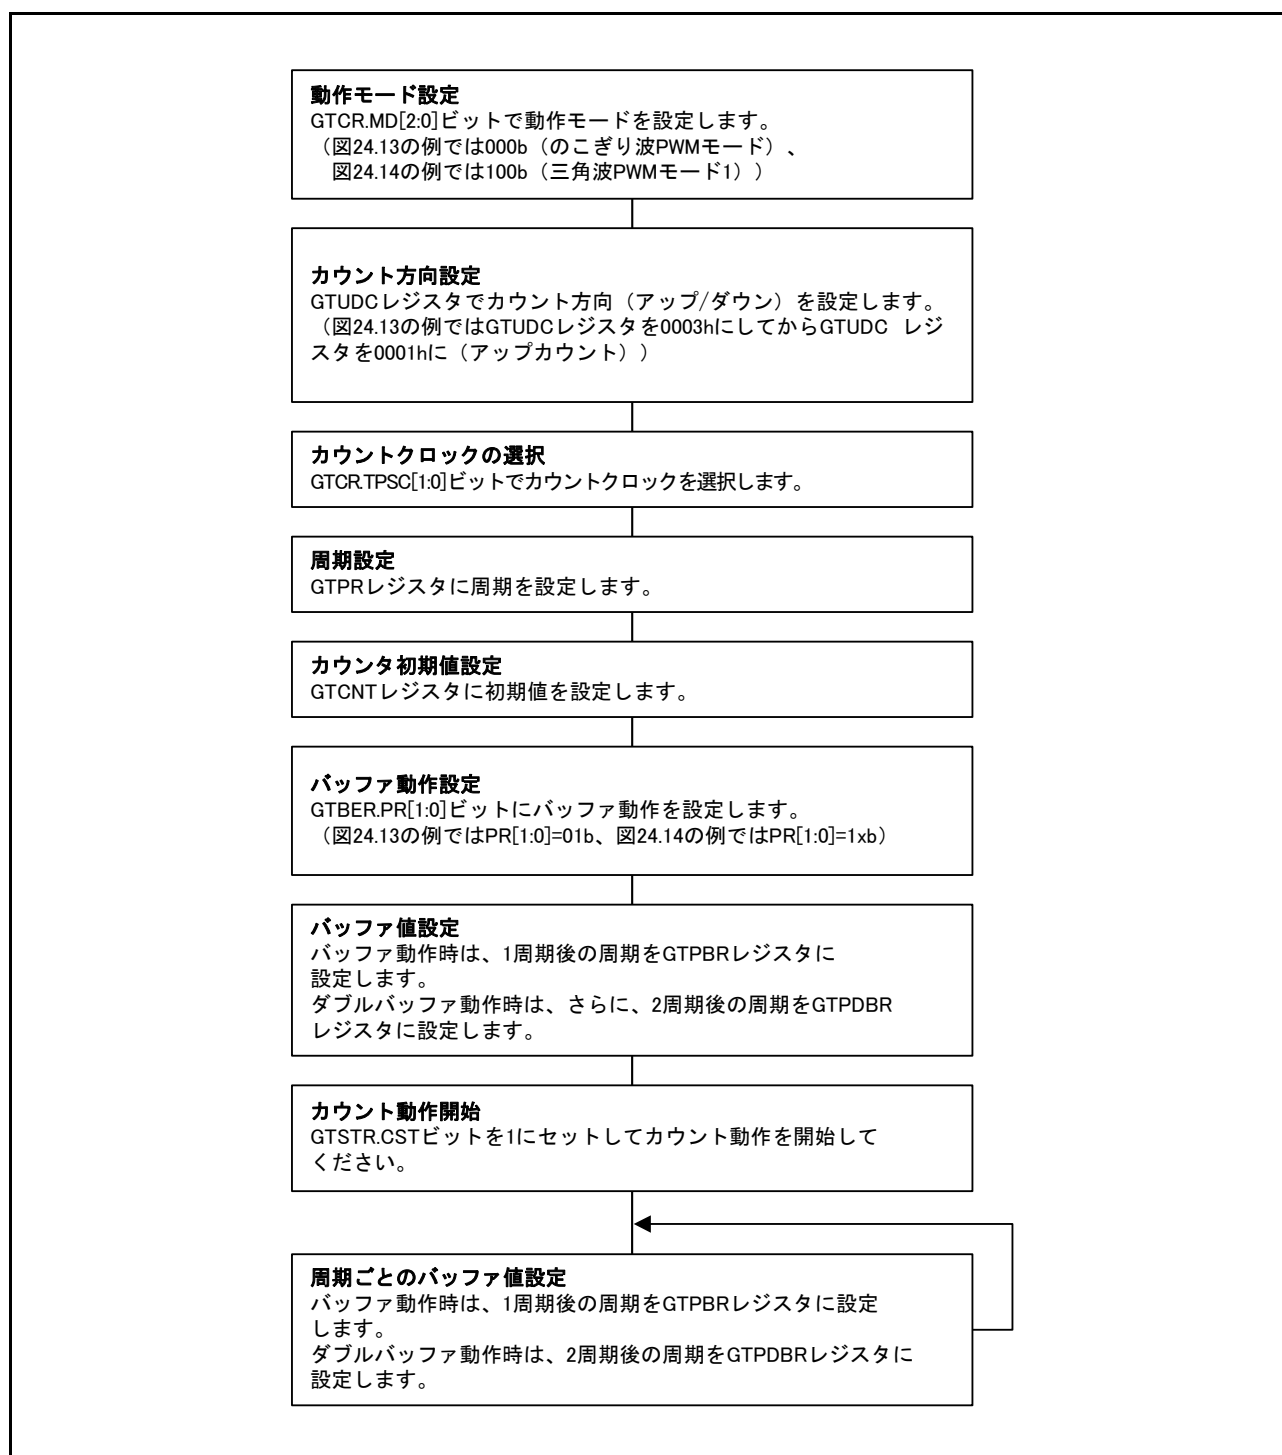 動作モード設定
GTCR.MD[2:0]ビットで動作モードを設定します。
（図24.13の例では000b（のこぎり波PWMモード）、
図24.14の例では100b（三角波PWMモード1））
カウント方向設定
GTUDCレジスタでカウント方向（アップ/ダウン）を設定します。
（図24.13の例ではGTUDCレジスタを0003hにしてからGTUDC レジ
スタを0001hに（アップカウント））
カウントクロックの選択
GTCR.TPSC[1:0]ビットでカウントクロックを選択します。
周期設定
GTPRレジスタに周期を設定します。
カウンタ初期値設定
GTCNTレジスタに初期値を設定します。
バッファ動作設定
GTBER.PR[1:0]ビットにバッファ動作を設定します。
（図24.13の例ではPR[1:0]=01b、図24.14の例ではPR[1:0]=1xb）
バッファ値設定
バッファ動作時は、1周期後の周期をGTPBRレジスタに
設定します。
ダブルバッファ動作時は、さらに、2周期後の周期をGTPDBR
レジスタに設定します。
カウント動作開始
GTSTR.CSTビットを1にセットしてカウント動作を開始して
ください。
周期ごとのバッファ値設定
バッファ動作時は、1周期後の周期をGTPBRレジスタに設定
します。
ダブルバッファ動作時は、2周期後の周期をGTPDBRレジスタに
設定します。